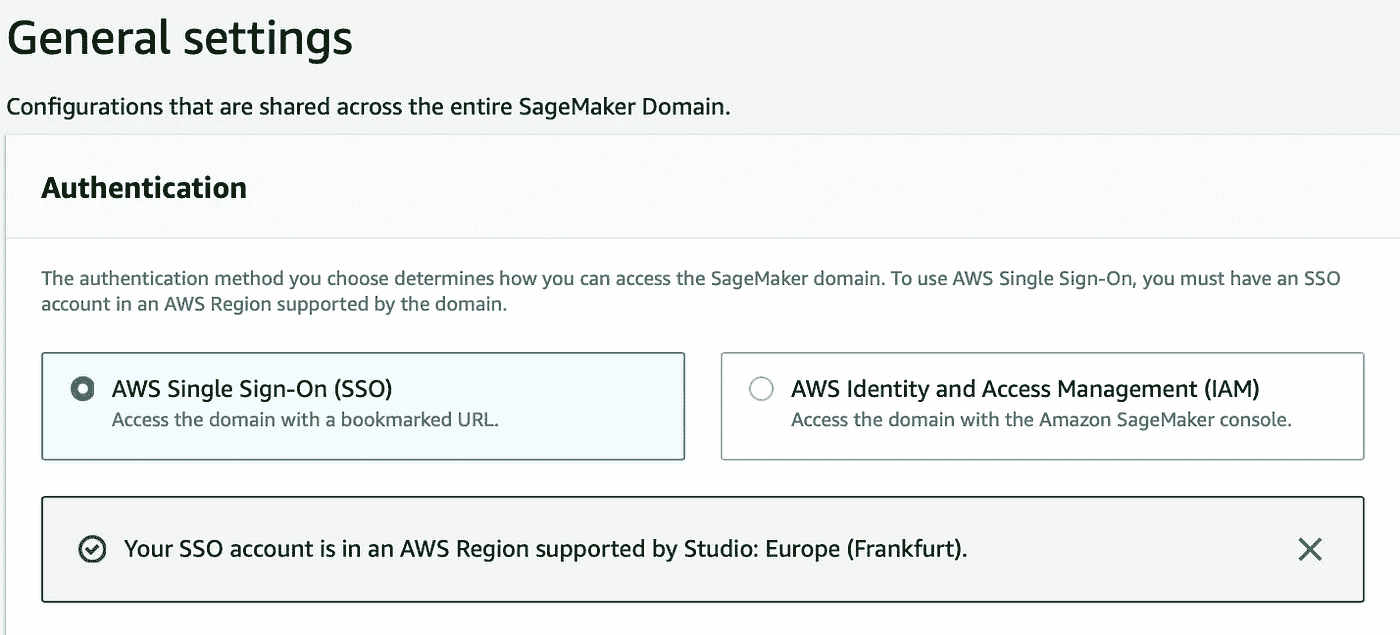 General settings
Configurations that are shared across the entire SageMaker Domain.
Authentication
The authentication method you choose determines how you can access the SageMaker domain. To use AWS Single Sign-On, you must have an SSO
account in an AWS Region supported by the domain.
AWS Single Sign-On (SSO)
Access the domain with a bookmarked URL.
AWS Identity and Access Management (IAM)
Access the domain with the Amazon SageMaker console.
Your SSO account is in an AWS Region supported by Studio: Europe (Frankfurt).